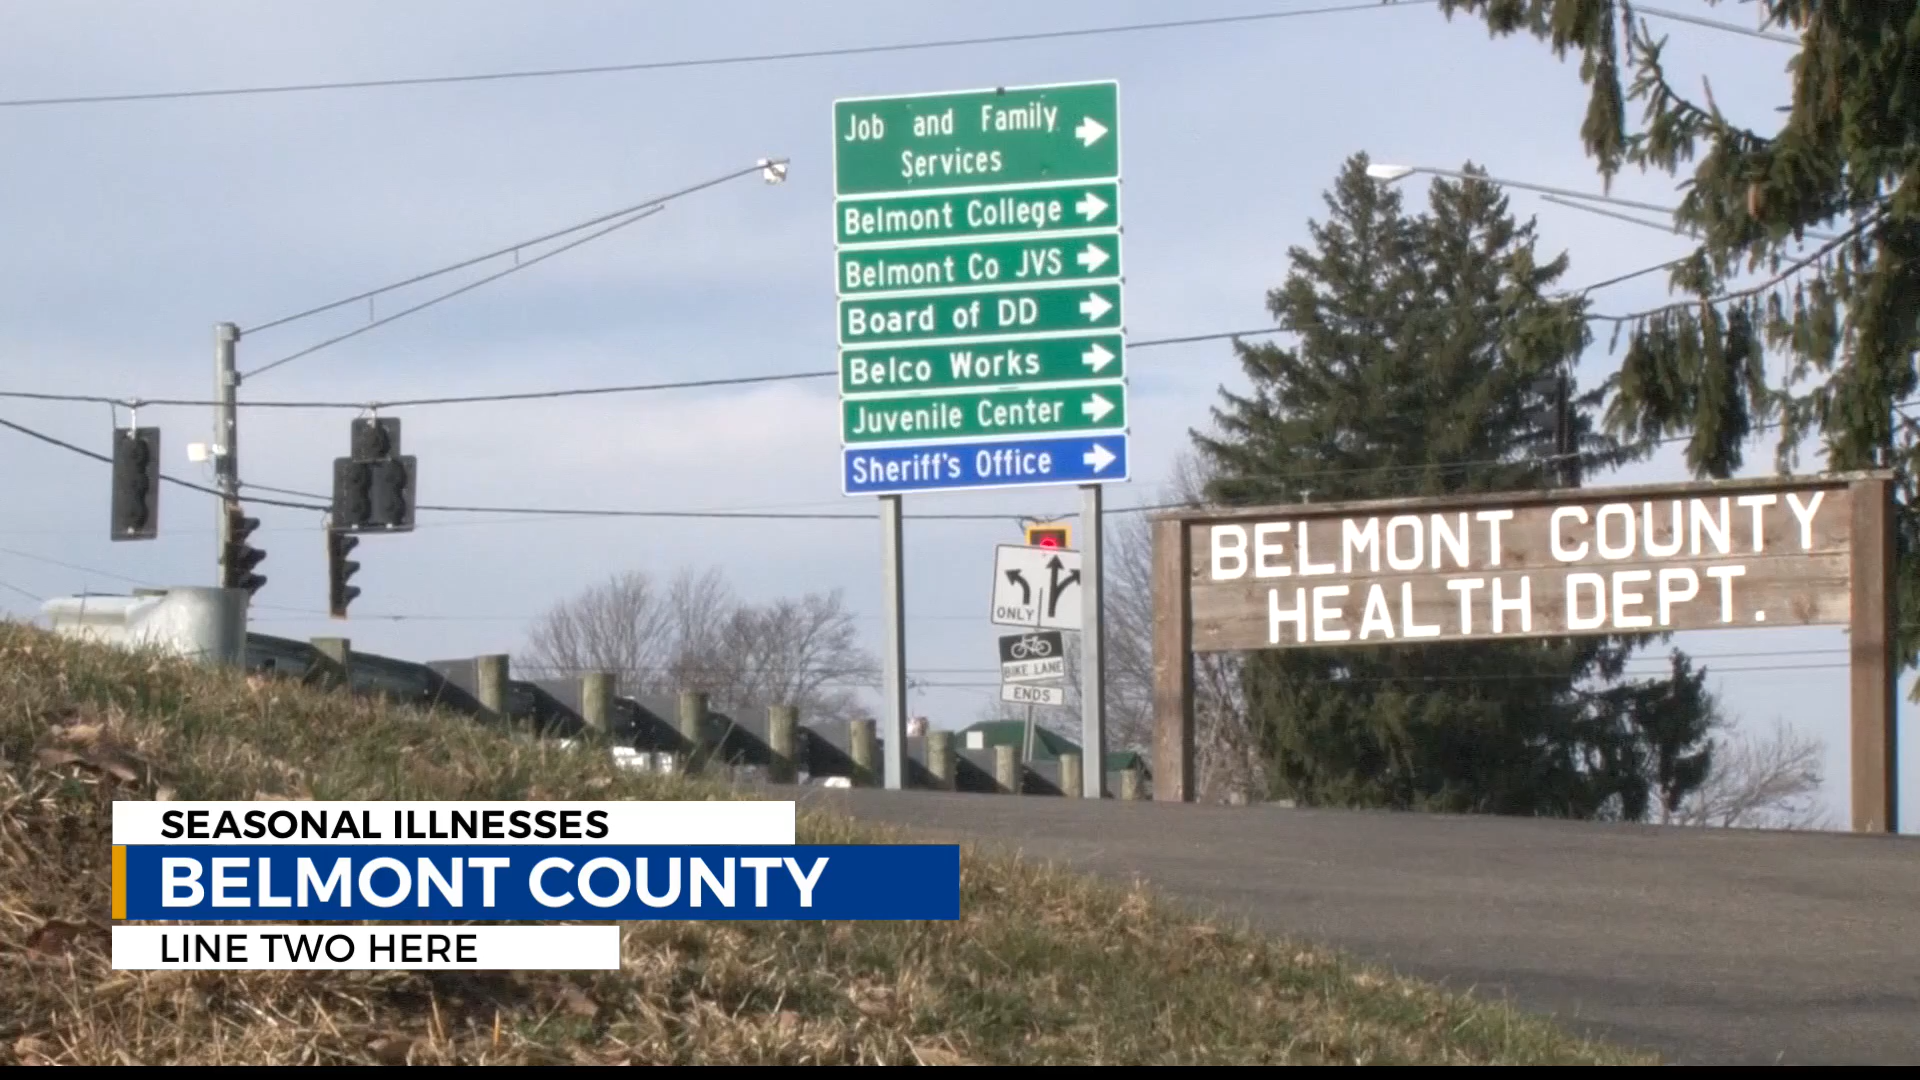 Job and Family
Services
Belmont College
Belmont Co JVS
Board of DD
Belco Works
Juvenile Center
Sheriff's Office
ONLY
BIKE LANE
ENDS
BELMONT COUNTY
HEALTH DEPT.
SEASONAL ILLNESSES
BELMONT COUNTY
LINE TWO HERE